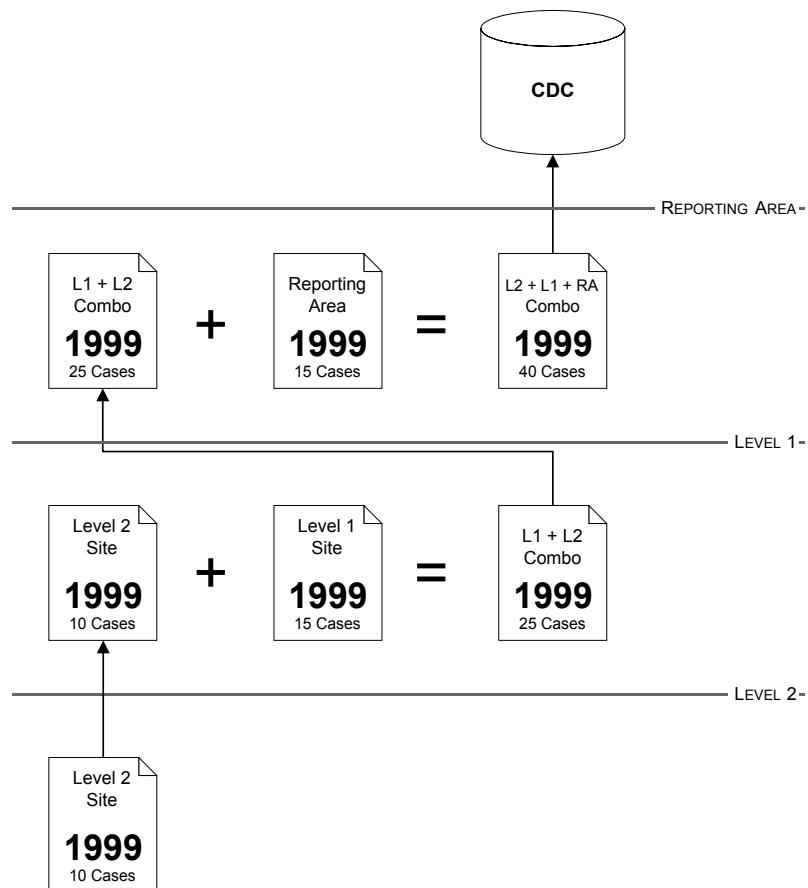 CDC
REPORTING AREA
L1 + L2
Combo
1999
25 Cases
+
Reporting
Area
1999
15 Cases
=
L2 + L1 + RA
Combo
1999
40 Cases
LEVEL 1
Level 2
Site
1999
10 Cases
+
Level 1
Site
1999
15 Cases
=
L1 + L2
Combo
1999
25 Cases
LEVEL 2
Level 2
Site
1999
10 Cases